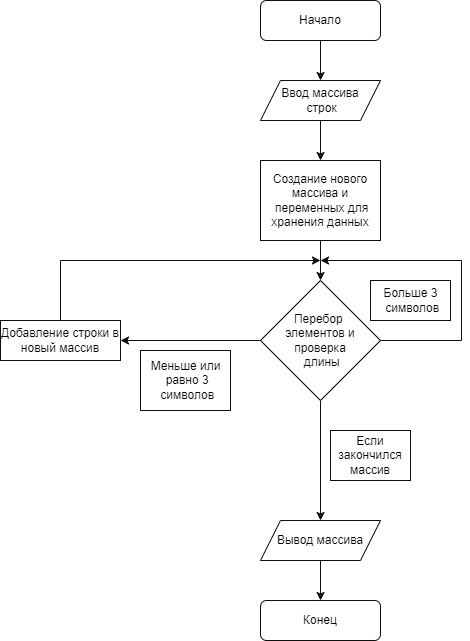 Начало
Ввод массива
строк
Создание нового
массива и
переменных для
хранения данных
Больше 3
символов
Перебор
элементов и
проверка
длины
Добавление строки в
новый массив
Меньше или
равно 3
символов
Если
закончился
массив
Вывод массива
Конец